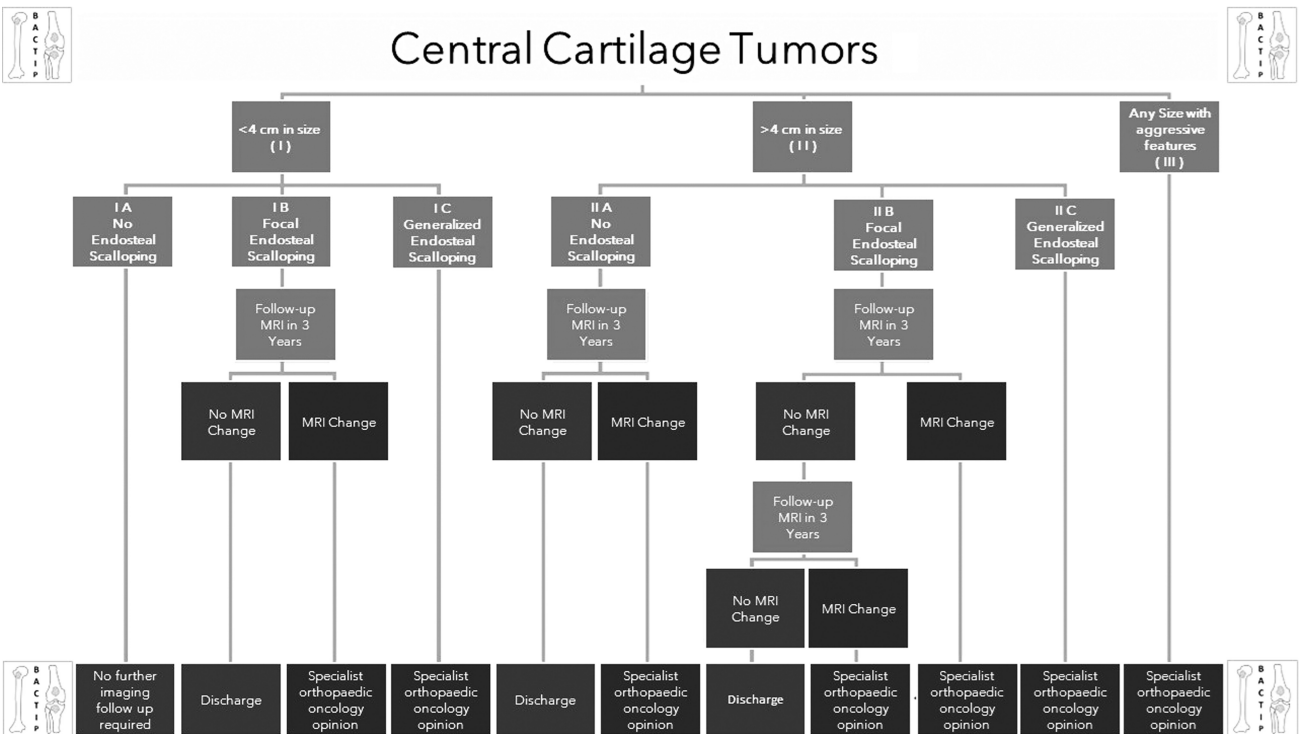 B
A
C
T
I
P
Central Cartilage Tumors
B
A
C
T
I
P
<4 cm in size
( I )
>4 cm in size
( I I )
Any Size with
aggressive
features
( III )
I A
No
Endosteal
Scalloping
I B
Focal
Endosteal
Scalloping
I C
Generalized
Endosteal
Scalloping
II A
No
Endosteal
Scalloping
II B
Focal
Endosteal
Scalloping
II C
Generalized
Endosteal
Scalloping
Follow-up
MRI in 3
Years
Follow-up
MRI in 3
Years
Follow-up
MRI in 3
Years
No MRI
Change
MRI Change
No MRI
Change
MRI Change
No MRI
Change
MRI Change
Follow-up
MRI in 3
Years
No MRI
Change
MRI Change
B
A
C
T
I
P
No further
imaging
follow up
required
Discharge
Specialist
orthopaedic
oncology
opinion
Specialist
orthopaedic
oncology
opinion
Discharge
Specialist
orthopaedic
oncology
opinion
Discharge
Specialist
orthopaedic
oncology
opinion
Specialist
orthopaedic
oncology
opinion
Specialist
orthopaedic
oncology
opinion
Specialist
orthopaedic
oncology
opinion
B
A
C
T
I
P